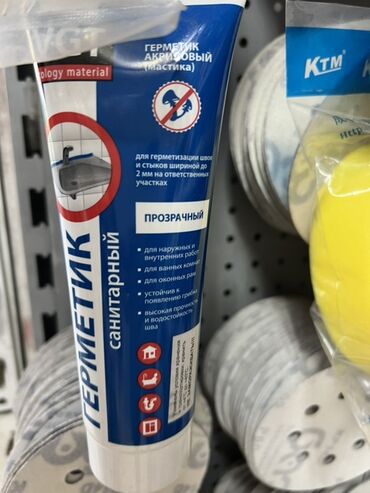 VGT
ology material
ГЕРМЕТИК
АКРИЛОВЫЙ
(мастика)
для герметизации швов
и стыков шириной до
2 мм на ответственных
участках
ПРОЗРАЧНЫЙ
• для наружных и
внутренних работ
• для ванных комнат
• для оконных рам
• устойчив к
появлению грибка
• высокая прочность
и водостойкость
шва
ГЕРМЕТИК
санитарный
KTM